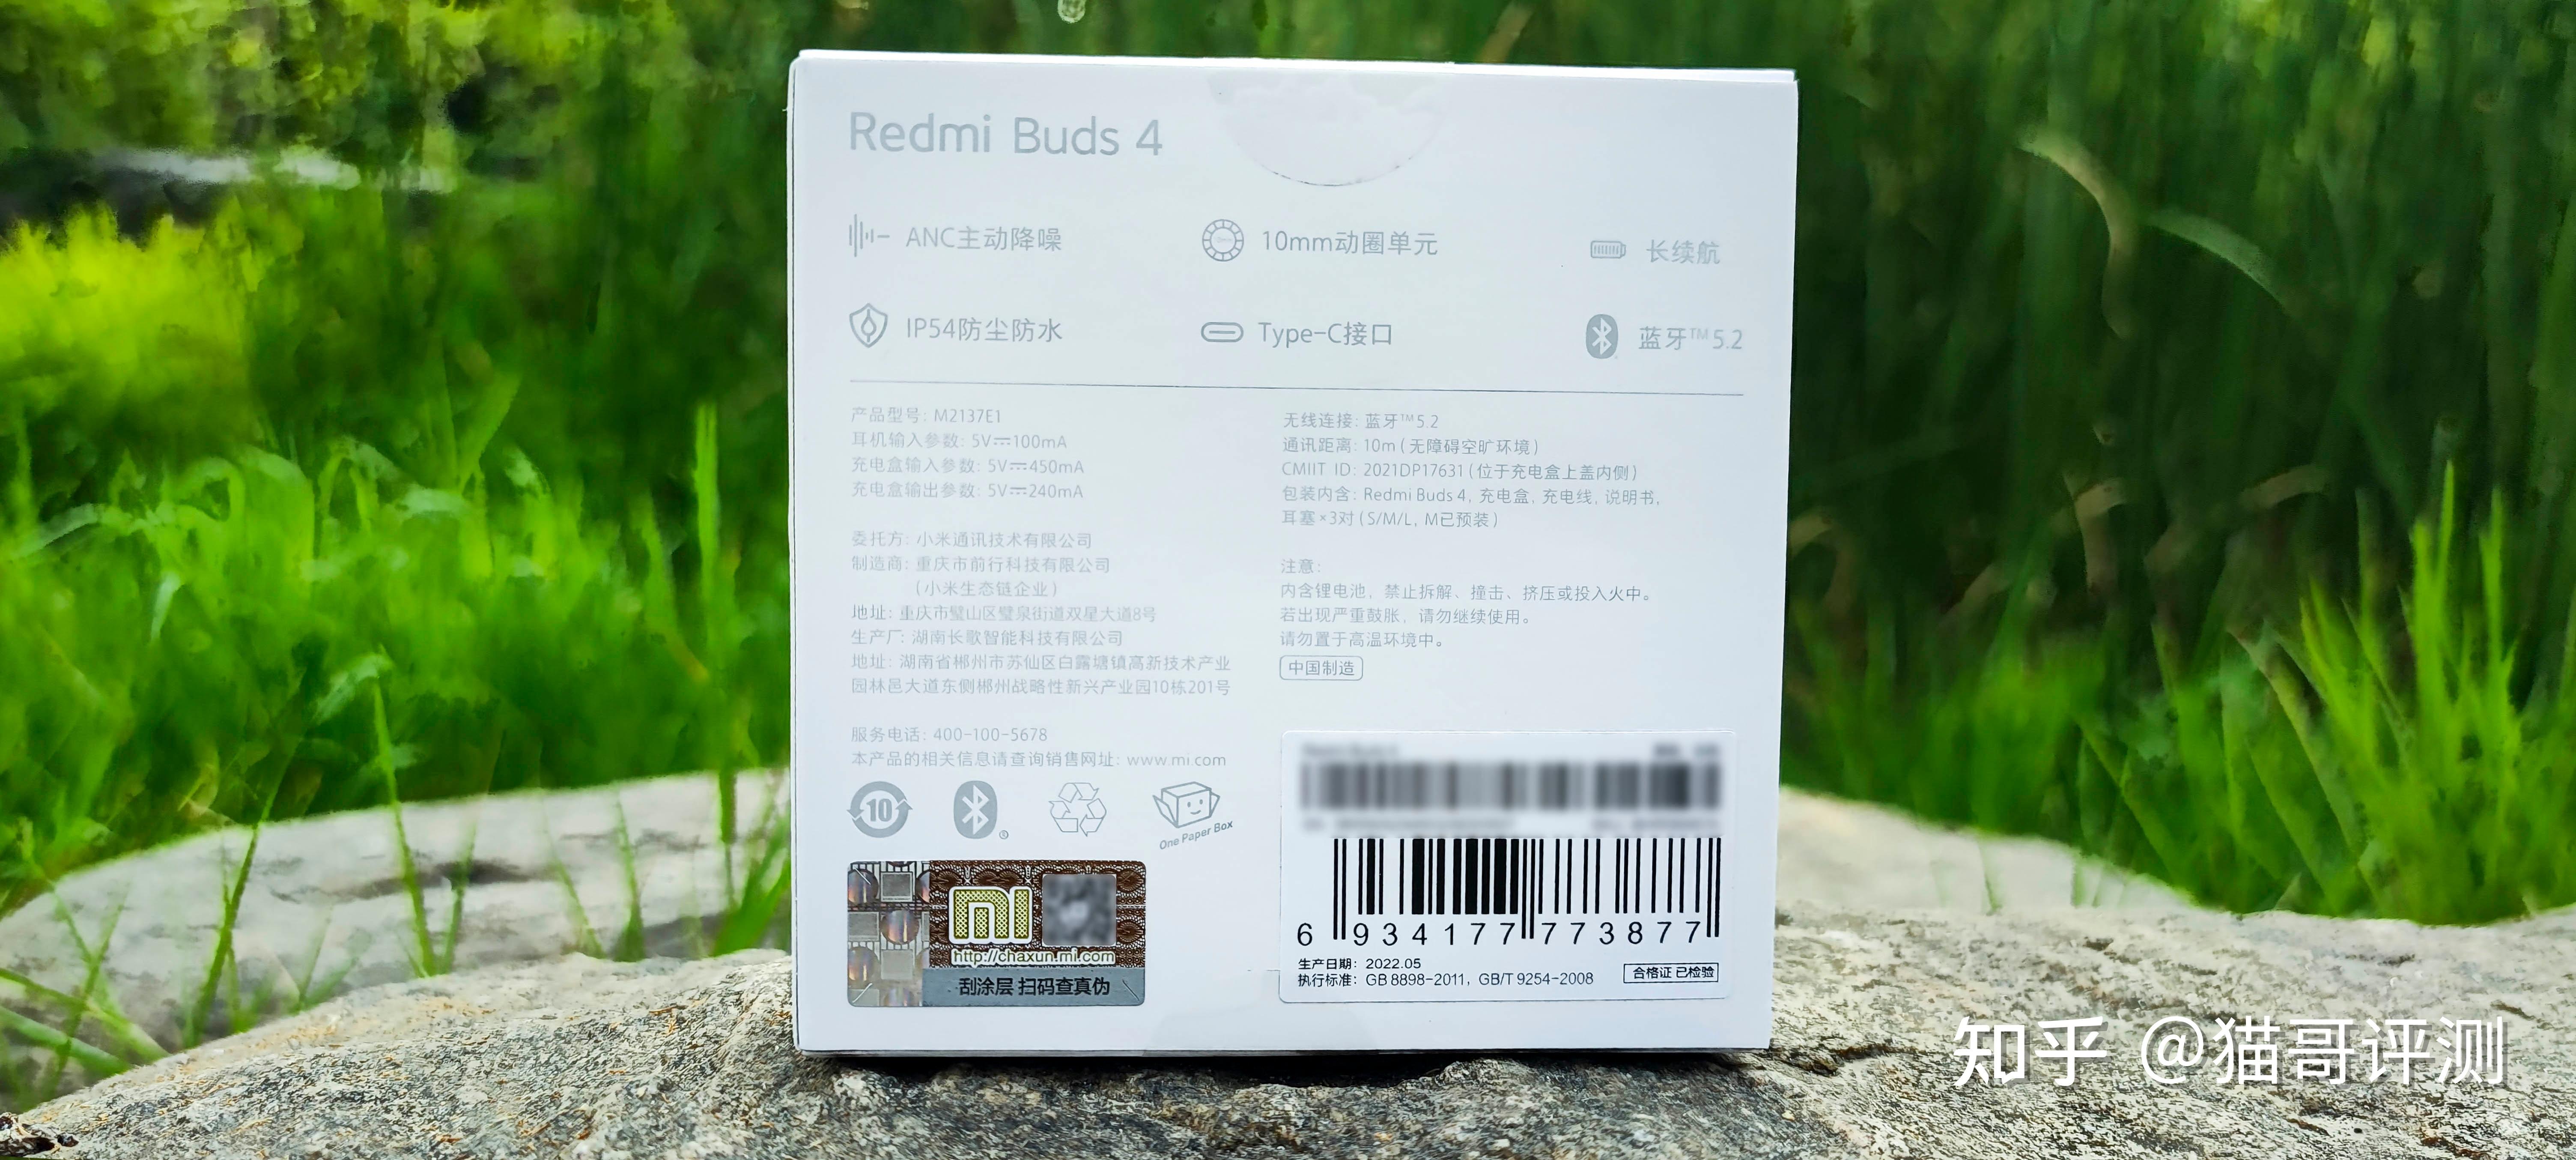 Redmi Buds 4
ANC主动降噪
10mm动圈单元
长续航
IP54防尘防水
Type-C接口
蓝牙™5.2
产品型号: M2137E1
耳机输入参数: 5V⎓100mA
充电盒输入参数: 5V⎓450mA
充电盒输出参数: 5V⎓240mA
委托方: 小米通讯技术有限公司
制造商: 重庆市前行科技有限公司
(小米生态链企业)
地址: 重庆市璧山区璧泉街道双星大道8号
生产厂: 湖南长歌智能科技有限公司
地址: 湖南省郴州市苏仙区白露塘镇高新技术产业
园林邑大道东侧郴州战略性新兴产业园10栋201号
服务电话: 400-100-5678
本产品的相关信息请查询销售网址: www.mi.com
无线连接: 蓝牙™5.2
通讯距离: 10m (无障碍空旷环境)
CMIIT ID: 2021DP17631 (位于充电盒上盖内侧)
包装内含: Redmi Buds 4, 充电盒, 充电线, 说明书,
耳塞×3对 (S/M/L, M已预装)
注意:
内含锂电池，禁止拆解、撞击、挤压或投入火中。
若出现严重鼓胀，请勿继续使用。
请勿置于高温环境中。
中国制造
10
One Paper Box
mi
http://chaxun.mi.com
刮涂层 扫码查真伪
6 934177 773877
生产日期: 2022.05
执行标准: GB 8898-2011, GB/T 9254-2008
合格证 已检验
知乎 @猫哥评测